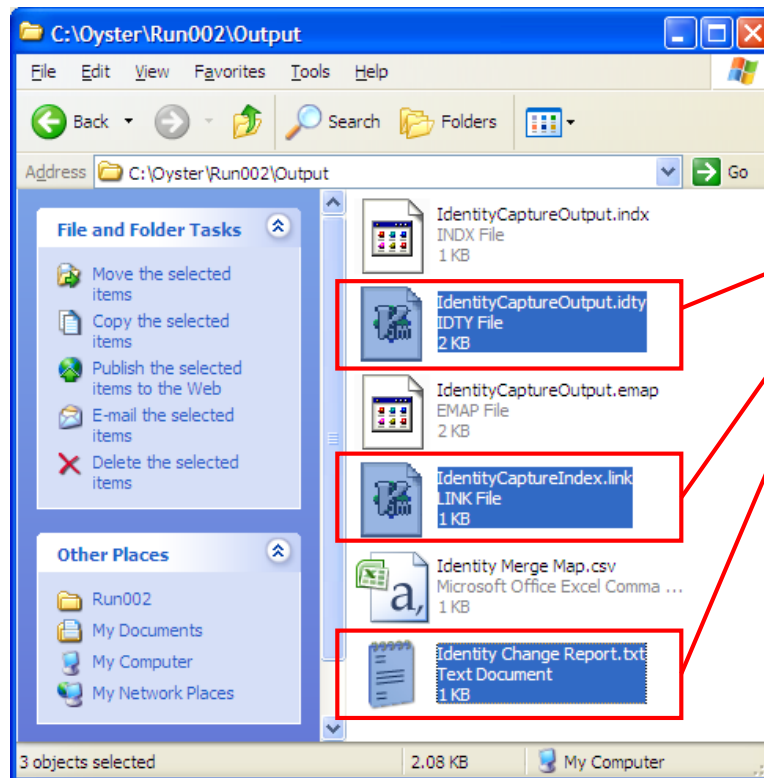 C:\Oyster\Run002\Output
File Edit View Favorites Tools Help
Back Search Folders
Address C:\Oyster\Run002\Output Go
File and Folder Tasks
Move the selected
items
Copy the selected
items
Publish the selected
items to the Web
E-mail the selected
items
Delete the selected
items
Other Places
Run002
My Documents
My Computer
My Network Places
IdentityCaptureOutput.indx
INDX File
1 KB
IdentityCaptureOutput.idty
IDTY File
2 KB
IdentityCaptureOutput.emap
EMAP File
2 KB
IdentityCaptureIndex.link
LINK File
1 KB
a,
Identity Merge Map.csv
Microsoft Office Excel Comma ...
1 KB
Identity Change Report.txt
Text Document
1 KB
3 objects selected 2.08 KB My Computer